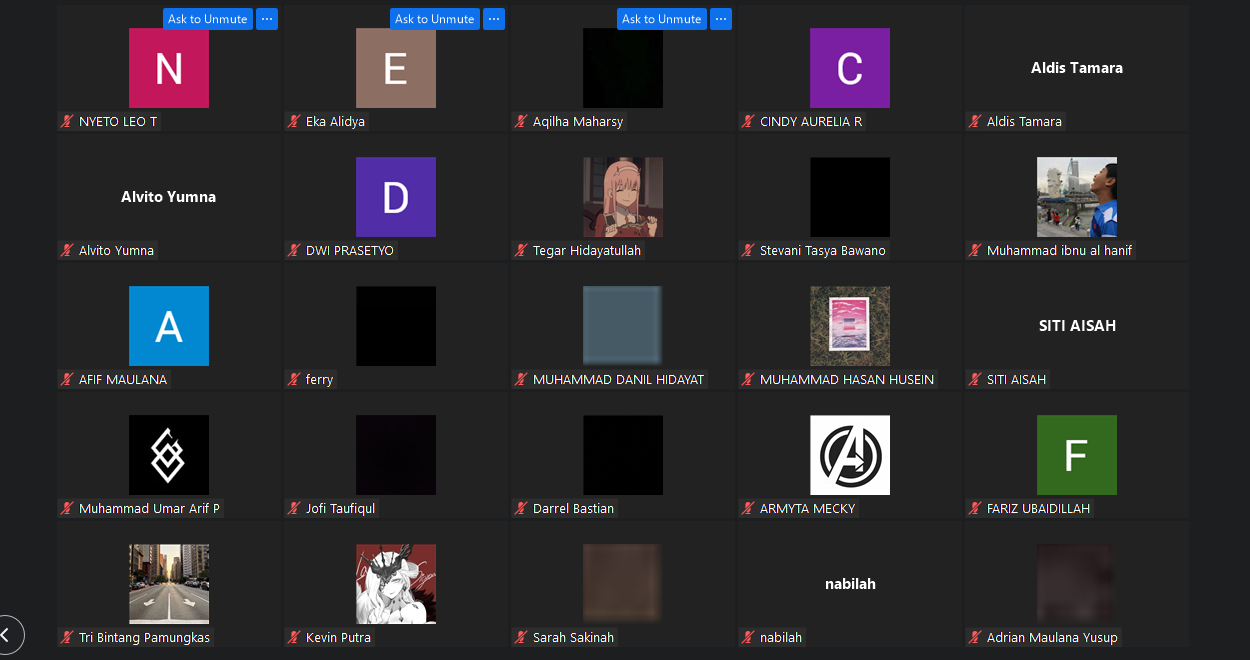 Ask to Unmute ...
Ask to Unmute ...
Ask to Unmute ...
N
NYETO LEO T
E
Eka Alidya
Aqilha Maharsy
C
CINDY AURELIA R
Aldis Tamara
Aldis Tamara
Alvito Yumna
Alvito Yumna
D
DWI PRASETYO
Tegar Hidayatullah
Stevani Tasya Bawano
Muhammad ibnu al hanif
A
AFIF MAULANA
ferry
MUHAMMAD DANIL HIDAYAT
MUHAMMAD HASAN HUSEIN
SITI AISAH
SITI AISAH
Muhammad Umar Arif P
Jofi Taufiqul
Darrel Bastian
A
ARMYTA MECKY
F
FARIZ UBAIDILLAH
Tri Bintang Pamungkas
Kevin Putra
Sarah Sakinah
nabilah
nabilah
Adrian Maulana Yusup